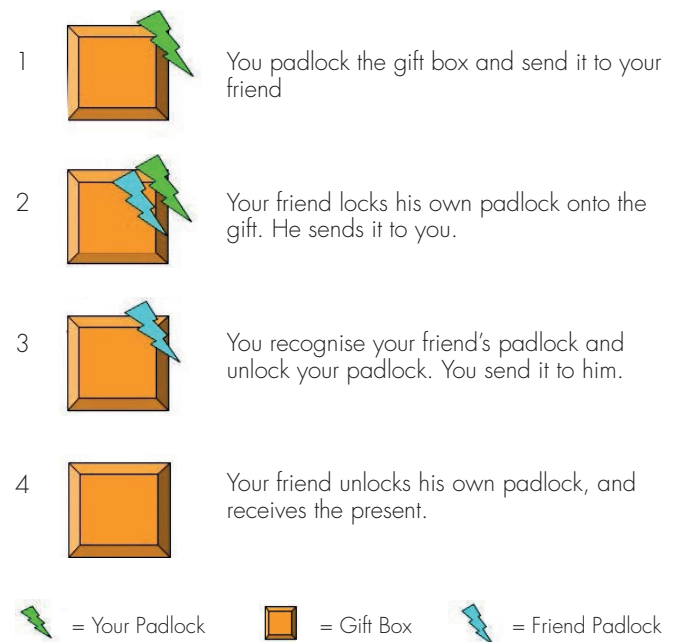 1
You padlock the gift box and send it to your
friend
2
Your friend locks his own padlock onto the
gift. He sends it to you.
3
You recognise your friend’s padlock and
unlock your padlock. You send it to him.
4
Your friend unlocks his own padlock, and
receives the present.
= Your Padlock
= Gift Box
= Friend Padlock